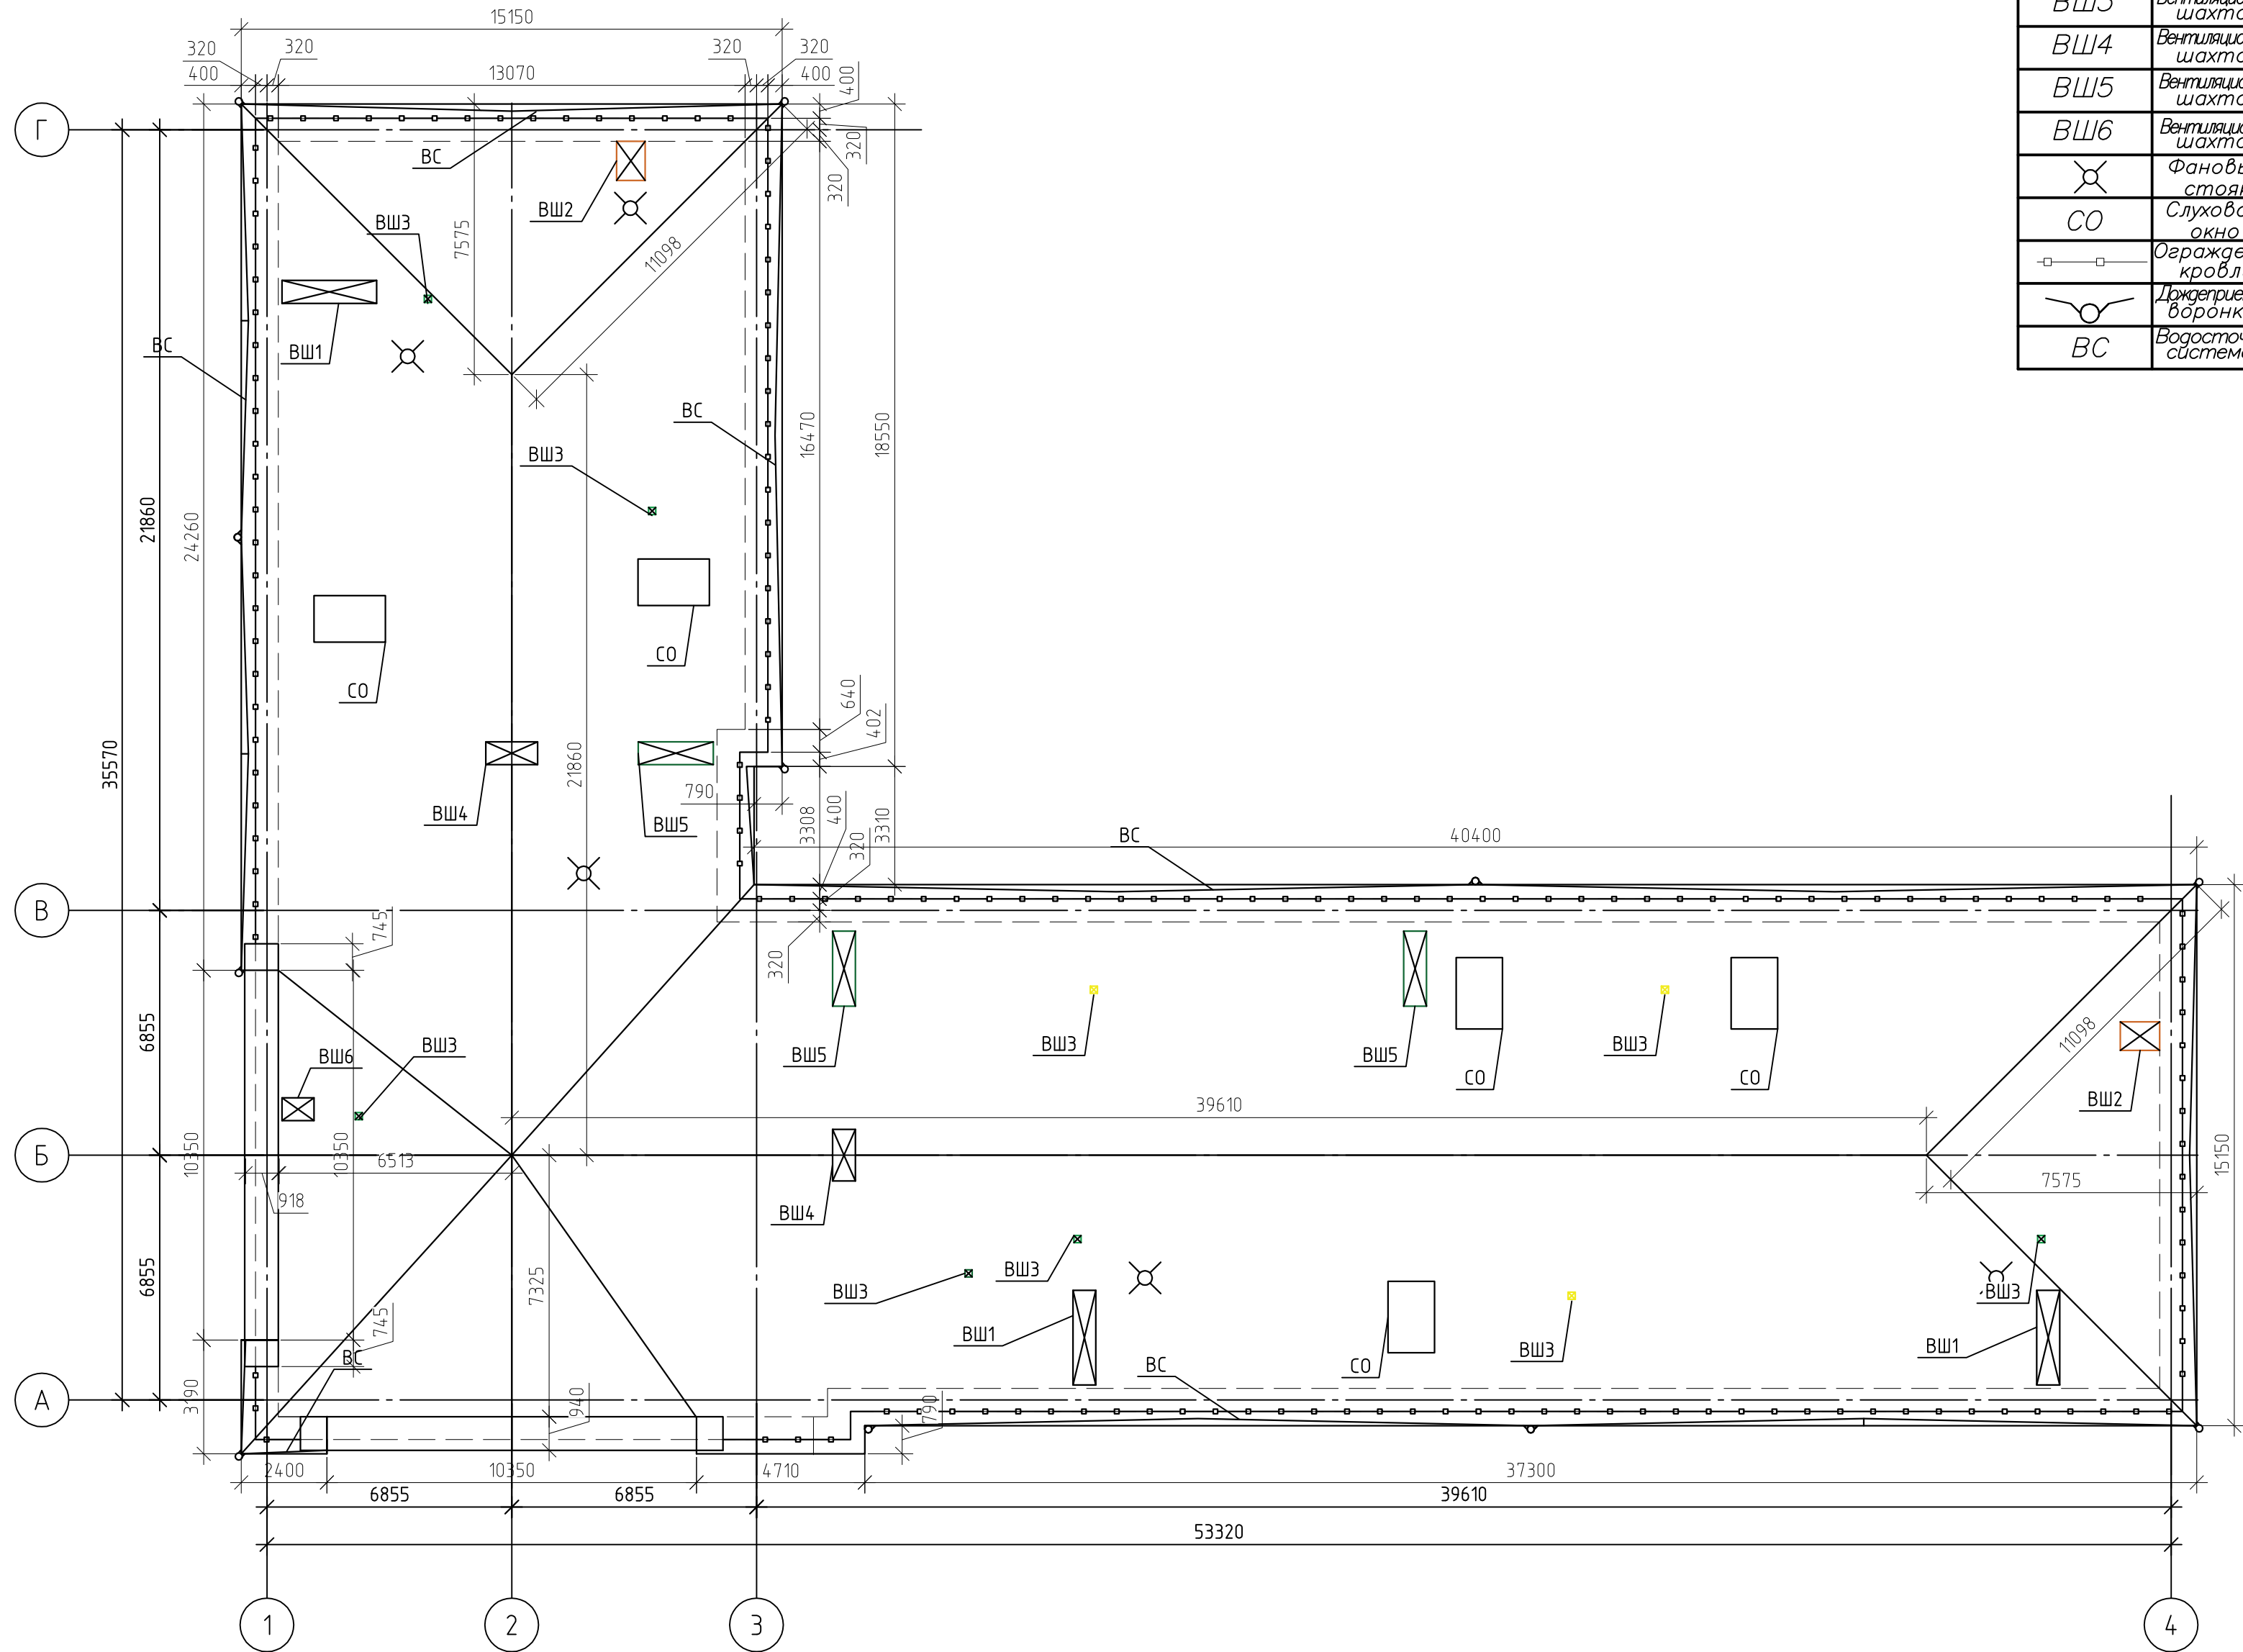 15150
320
320
320
320
400
13070
400
400
320
320
Г
ВС
ВШ2
ВШ3
7575
11098
ВШ1
ВС
ВС
ВШ3
16470
18550
35570
21860
24260
СО
СО
21860
640
402
790
ВШ4
ВШ5
3308
400
320
3310
ВС
40400
В
745
320
6855
ВШ6
ВШ3
ВШ5
ВШ3
ВШ5
СО
ВШ3
СО
11098
ВШ2
39610
Б
10350
10350
6513
918
15150
7575
ВШ4
7325
ВШ3
ВШ3
ВШ3
6855
745
ВС
ВШ1
ВС
СО
ВШ3
ВШ1
А
3190
940
790
2400
10350
4710
37300
6855
6855
39610
53320
1
2
3
4
ВШ4
ВШ5
ВШ6
СО
окно
ВС